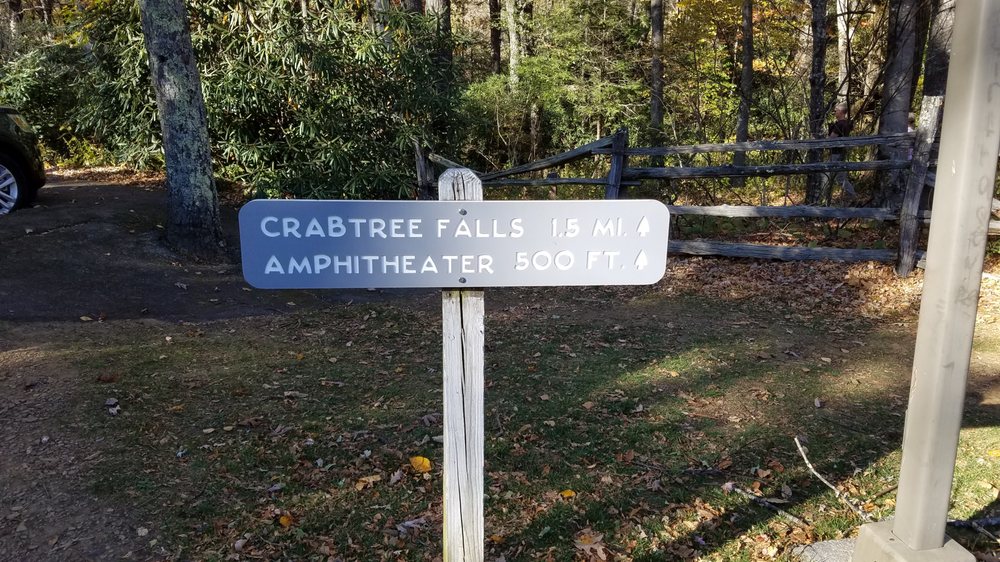 CRABTREE FALLS 1.5 MI.
AMPHITHEATER 500 FT.